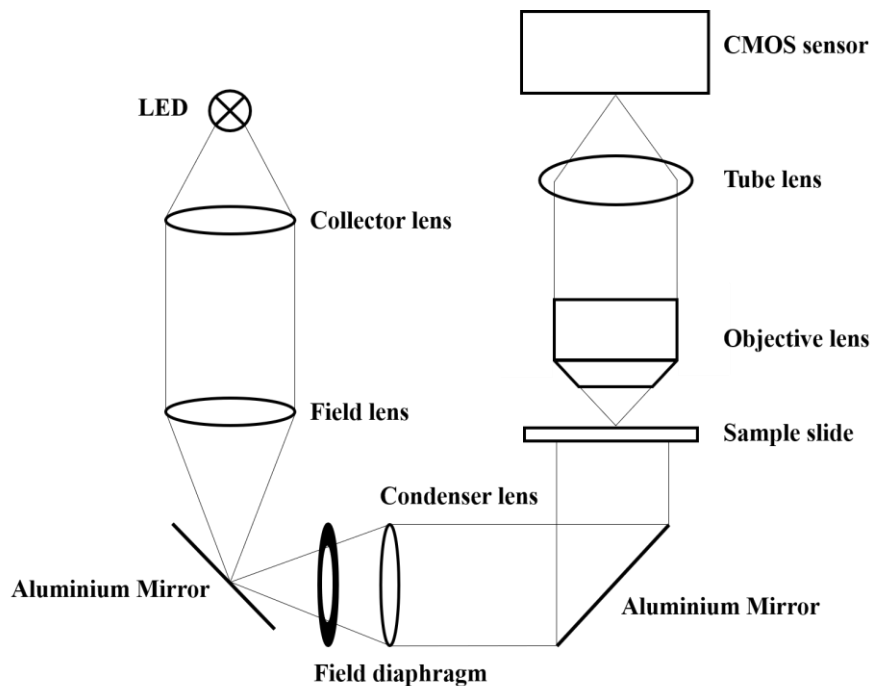 CMOS sensor
LED
Tube lens
Collector lens
Objective lens
Field lens
Sample slide
Condenser lens
Aluminium Mirror
Aluminium Mirror
Field diaphragm